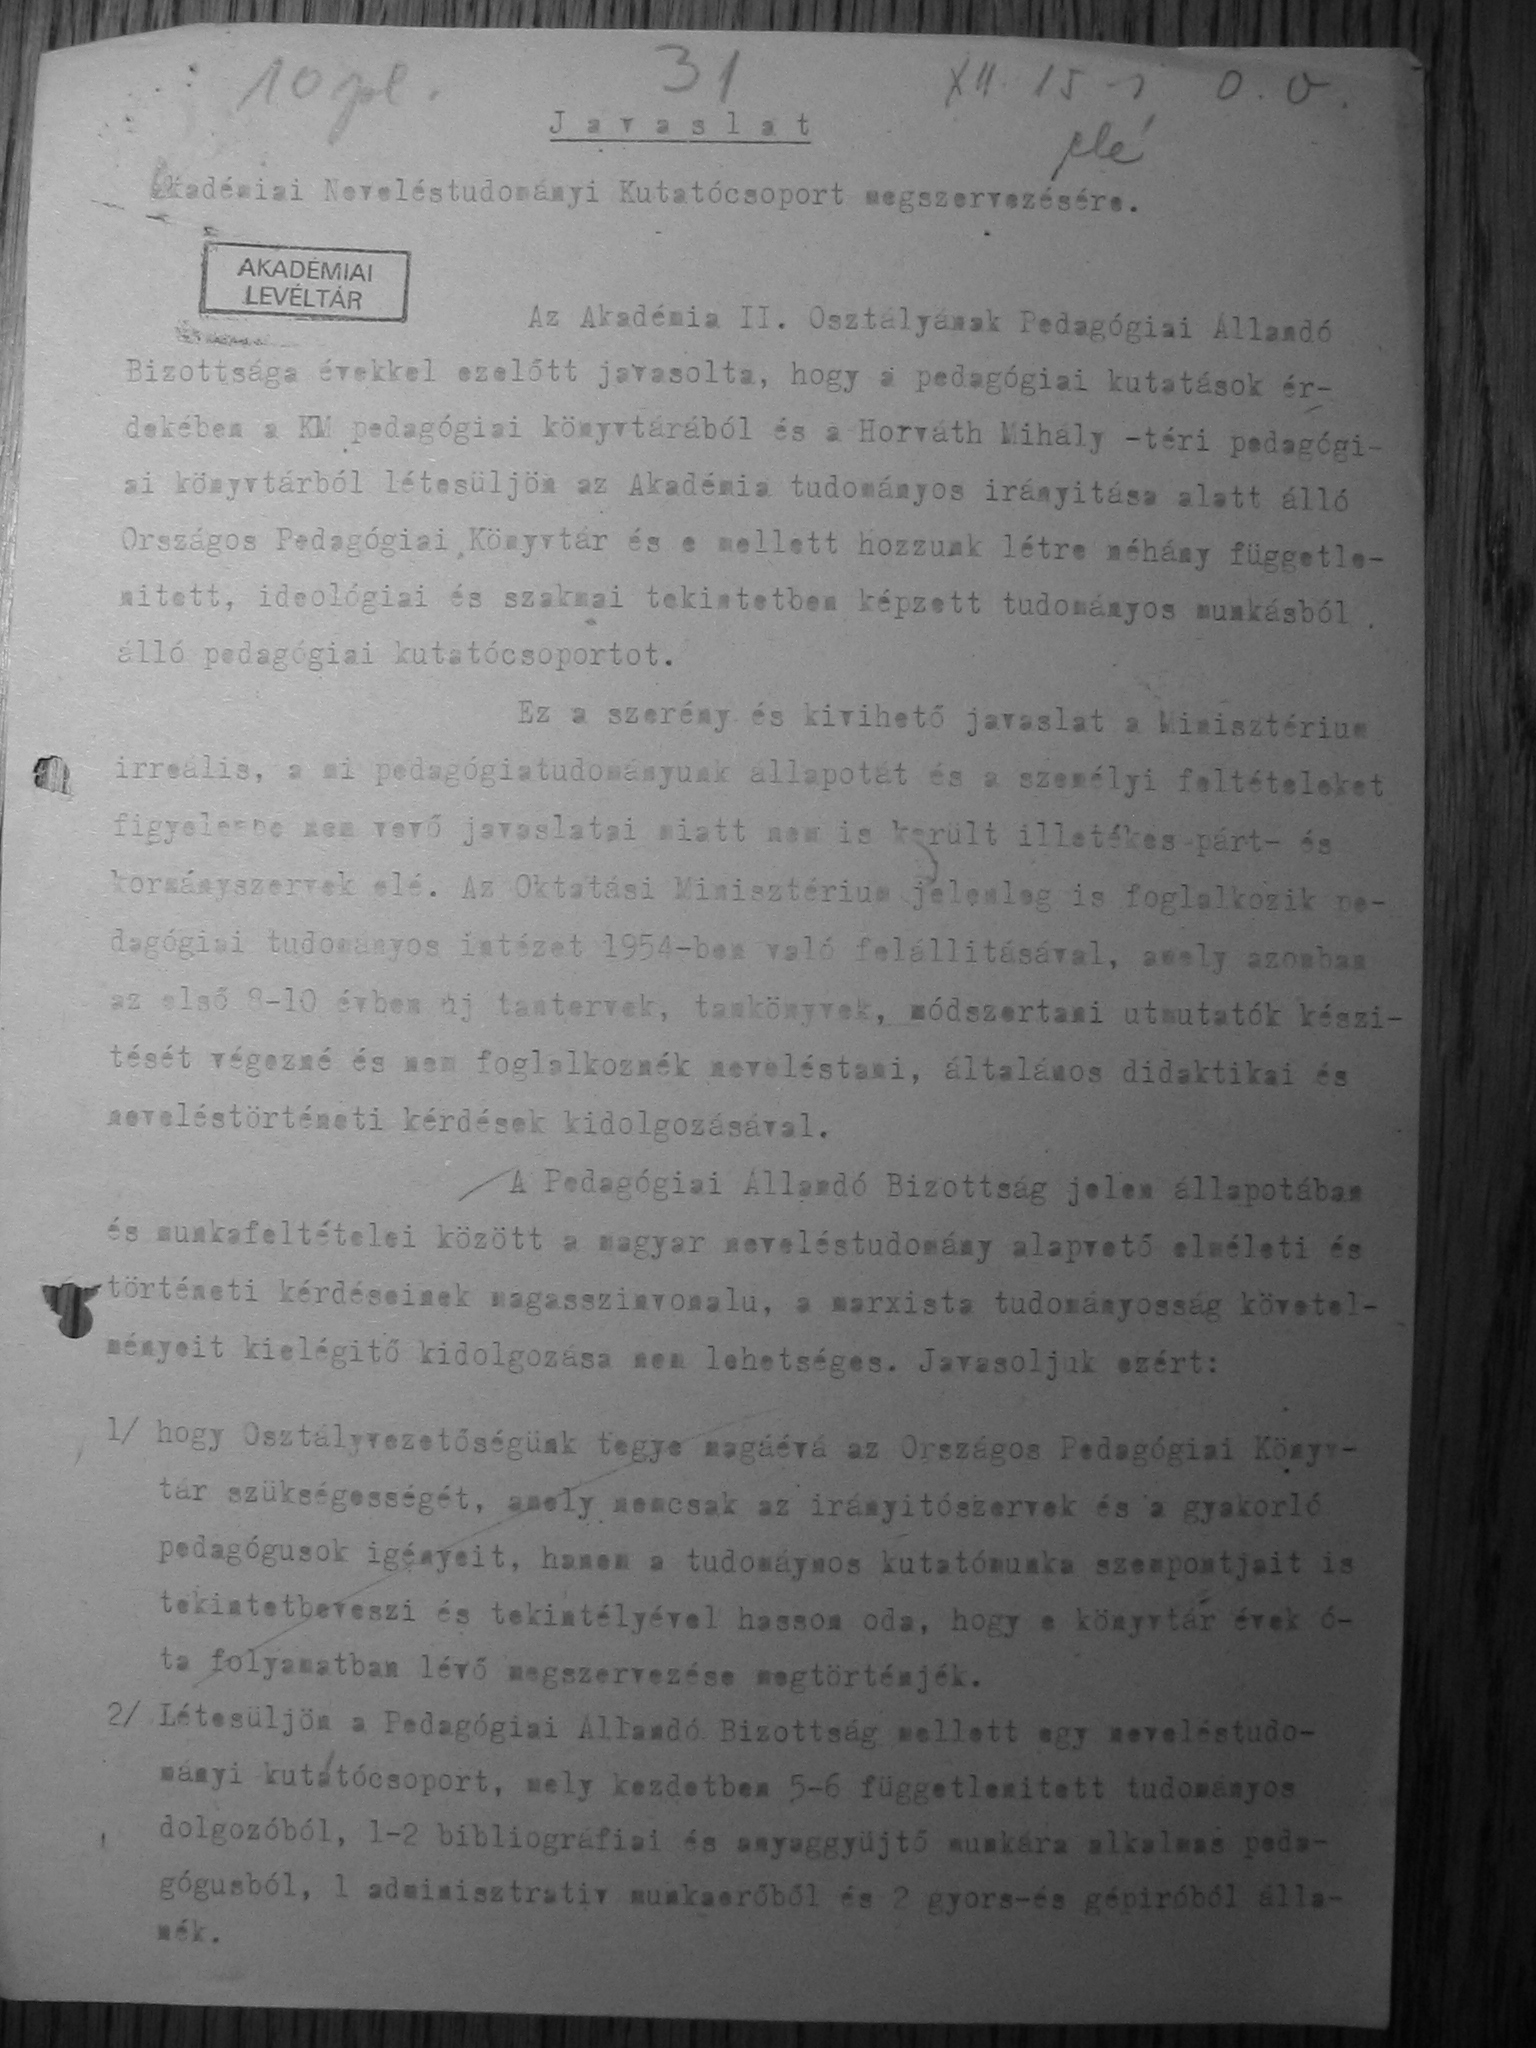 10 pl.
31
XII. 15-i O.V.
elé
Javaslat
Akadémiai Neveléstudományi Kutatócsoport megszervezésére.
AKADÉMIAI
LEVÉLTÁR
Az Akadémia II. Osztályának Pedagógiai Állandó
Bizottsága évekkel ezelőtt javasolta, hogy a pedagógiai kutatások ér-
dekében a KM pedagógiai könyvtárából és a Horváth Mihály -téri pedagógi-
ai könyvtárból létesüljön az Akadémia tudományos irányitása alatt álló
Országos Pedagógiai Könyvtár és e mellett hozzunk létre néhány függetle-
nitett, ideológiai és szakmai tekintetben képzett tudományos munkásból
álló pedagógiai kutatócsoportot.
Ez a szerény és kivihető javaslat a Minisztérium
irreális, a mi pedagógiatudományunk állapotát és a személyi feltételeket
figyelembe nem vevő javaslatai miatt nem is került illetékes párt- és
kormányszervek elé. Az Oktatási Minisztérium jelenleg is foglalkozik pe-
dagógiai tudományos intézet 1954-ben való felállitásával, amely azonban
az első 8-10 évben új tantervek, tankönyvek, módszertani utmutatók készi-
tését végezné és nem foglalkoznék neveléstani, általános didaktikai és
neveléstörténeti kérdések kidolgozásával.
A Pedagógiai Állandó Bizottság jelen állapotában
és munkafeltételei között a magyar neveléstudomány alapvető elméleti és
történeti kérdéseinek magasszinvonalu, a marxista tudományosság követel-
ményeit kielégitő kidolgozása nem lehetséges. Javasoljuk ezért:
1/ hogy Osztályvezetőségünk tegye magáévá az Országos Pedagógiai Könyv-
tár szükségességét, amely nemcsak az irányitószervek és a gyakorló
pedagógusok igényeit, hanem a tudomáynos kutatómunka szempontjait is
tekintetbeveszi és tekintélyével hasson oda, hogy e könyvtár évek ó-
ta folyamatban lévő megszervezése megtörténjék.
2/ Létesüljön a Pedagógiai Állandó Bizottság mellett egy neveléstudo-
mányi kutatócsoport, mely kezdetben 5-6 függetlenitett tudományos
dolgozóból, 1-2 bibliográfiai és anyaggyüjtő munkára alkalmas peda-
gógusból, 1 adminisztrativ munkaerőből és 2 gyors-és gépiróból álla-
nék.